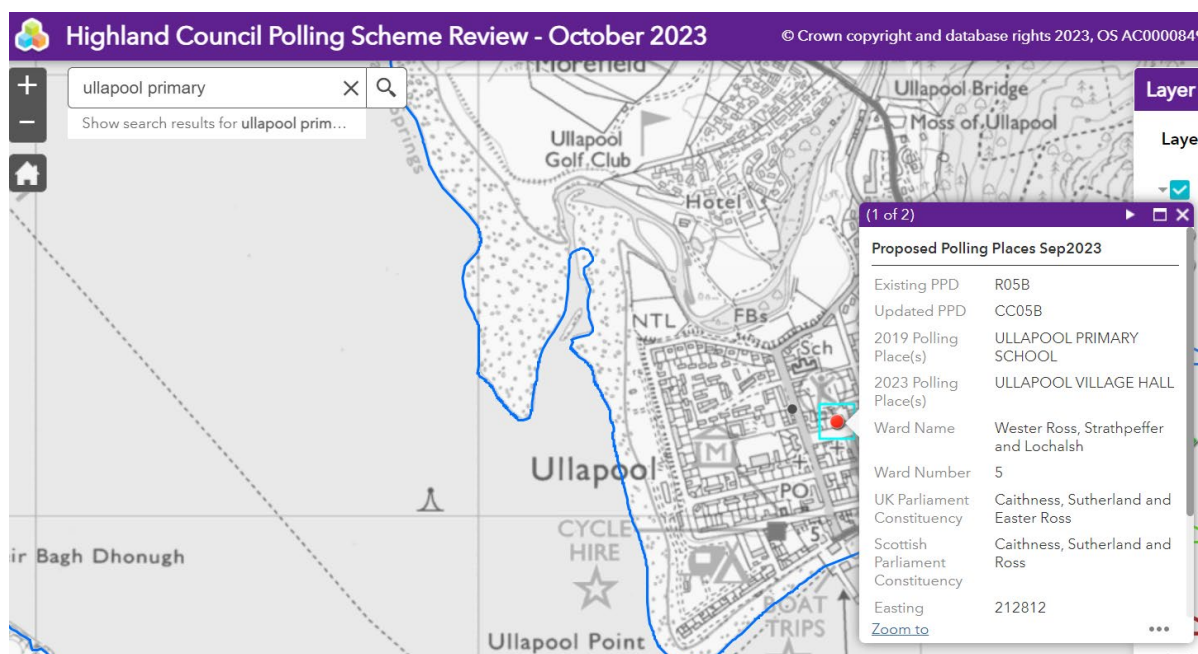 Highland Council Polling Scheme Review - October 2023
© Crown copyright and database rights 2023, OS AC0000849
+
ullapool primary
Show search results for ullapool prim...
−
Morefield
Springs
Ullapool
Golf Club
Hotel
Ullapool Bridge
Moss of Ullapool
Layer
Laye
NTL
FBs
Sch
Ullapool
M
PO
5
CYCLE
HIRE
ir Bagh Dhonugh
BOAT
TRIPS
Ullapool Point
(1 of 2)
Proposed Polling Places Sep2023
Existing PPD R05B
Updated PPD CC05B
2019 Polling Place(s) ULLAPOOL PRIMARY SCHOOL
2023 Polling Place(s) ULLAPOOL VILLAGE HALL
Ward Name Wester Ross, Strathpeffer and Lochalsh
Ward Number 5
UK Parliament Constituency Caithness, Sutherland and Easter Ross
Scottish Parliament Constituency Caithness, Sutherland and Ross
Easting 212812
Zoom to